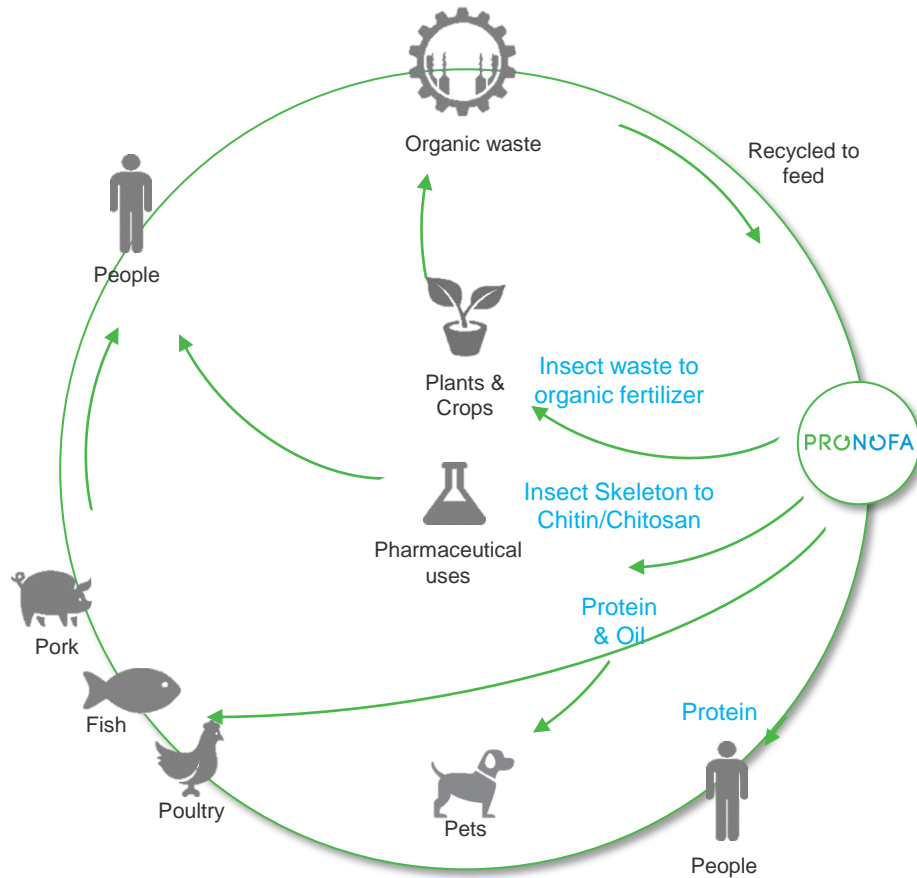 Organic waste
Recycled to
feed
People
Plants &
Crops
Insect waste to
organic fertilizer
PRONOFA
Insect Skeleton to
Chitin/Chitosan
Pharmaceutical
uses
Protein
& Oil
Pork
Fish
Poultry
Pets
Protein
People